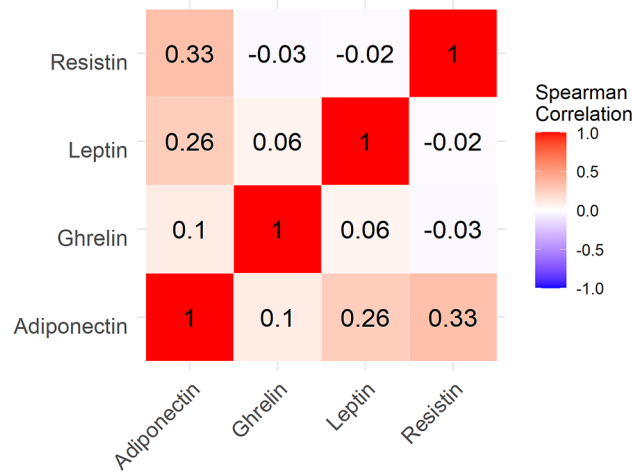 Resistin 0.33 -0.03 -0.02 1
Leptin 0.26 0.06 1 -0.02
Ghrelin 0.1 1 0.06 -0.03
Adiponectin 1 0.1 0.26 0.33
Adiponectin
Ghrelin
Leptin
Resistin
Spearman
Correlation
1.0
0.5
0.0
-0.5
-1.0